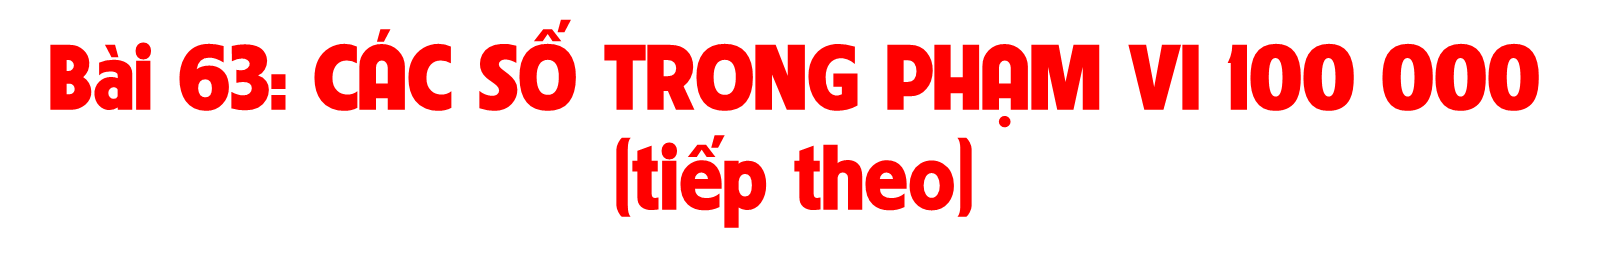 Bài 63: CÁC SỐ TRONG PHẠM VI 100 000
(tiếp theo)